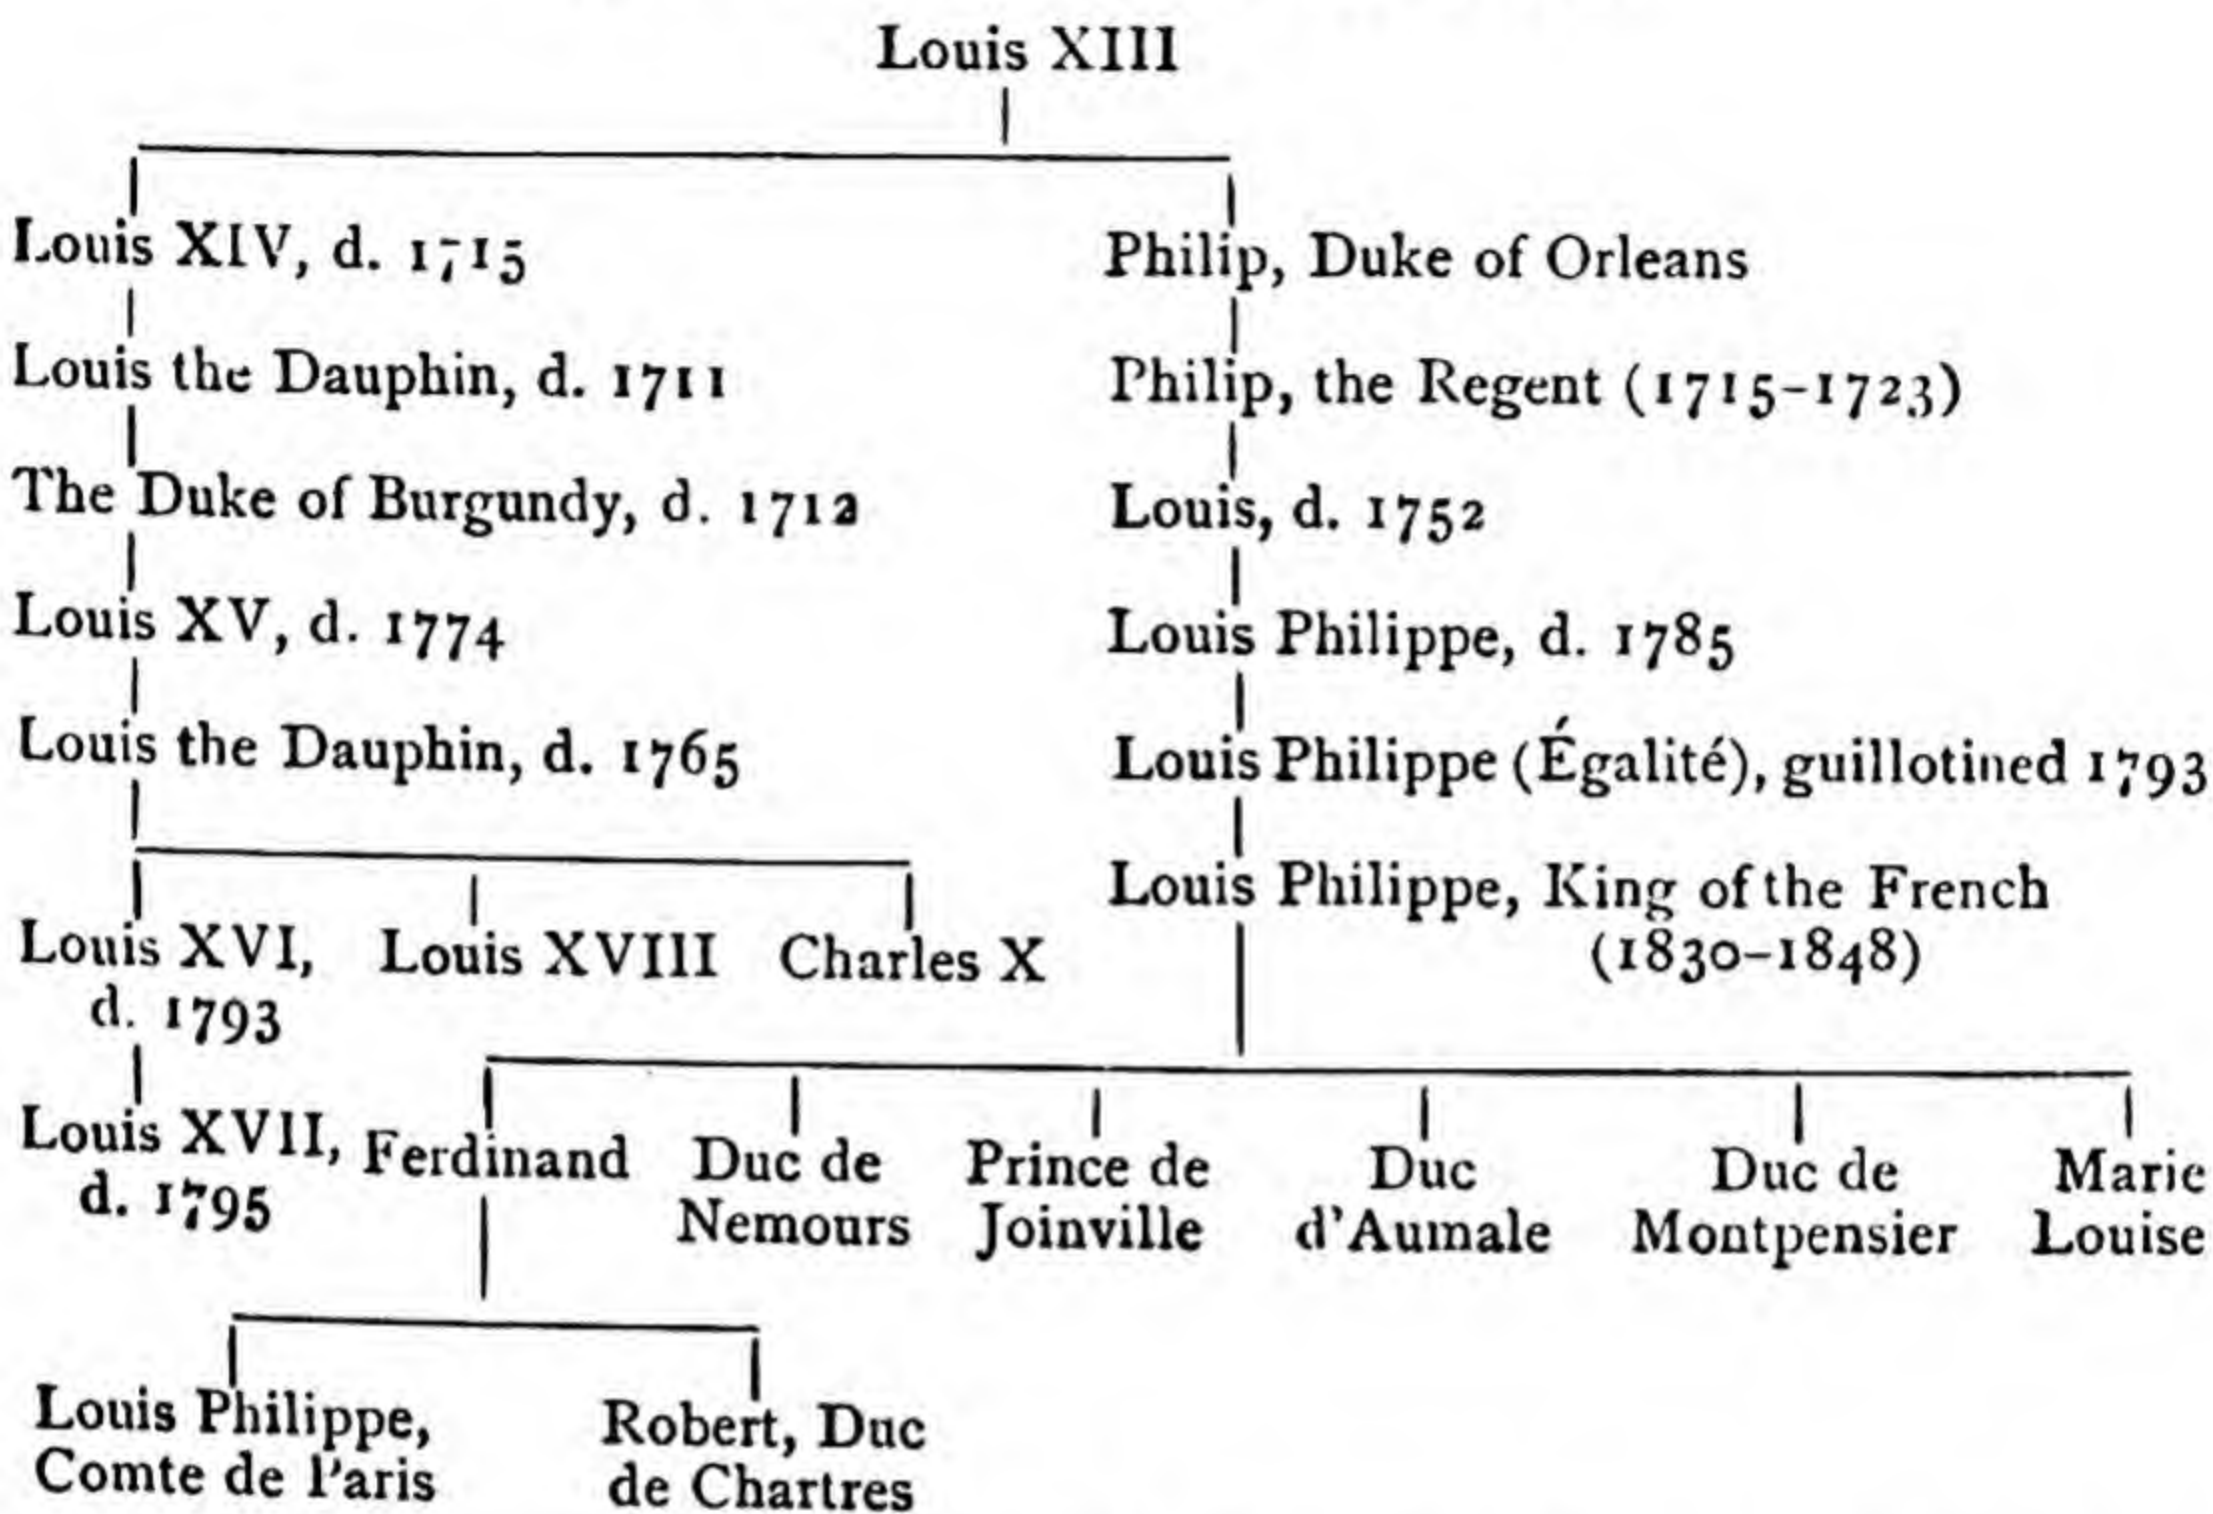 Louis XIII
Louis XIV, d. 1715
Philip, Duke of Orleans
Louis the Dauphin, d. 1711
Philip, the Regent (1715-1723)
The Duke of Burgundy, d. 1712
Louis, d. 1752
Louis XV, d. 1774
Louis Philippe, d. 1785
Louis the Dauphin, d. 1765
Louis Philippe (Égalité), guillotined 1793
Louis Philippe, King of the French
(1830-1848)
Louis XVI,
d. 1793
Louis XVIII
Charles X
Louis XVII,
d. 1795
Ferdinand
Duc de
Nemours
Prince de
Joinville
Duc
d'Aumale
Duc de
Montpensier
Marie
Louise
Louis Philippe,
Comte de Paris
Robert, Duc
de Chartres